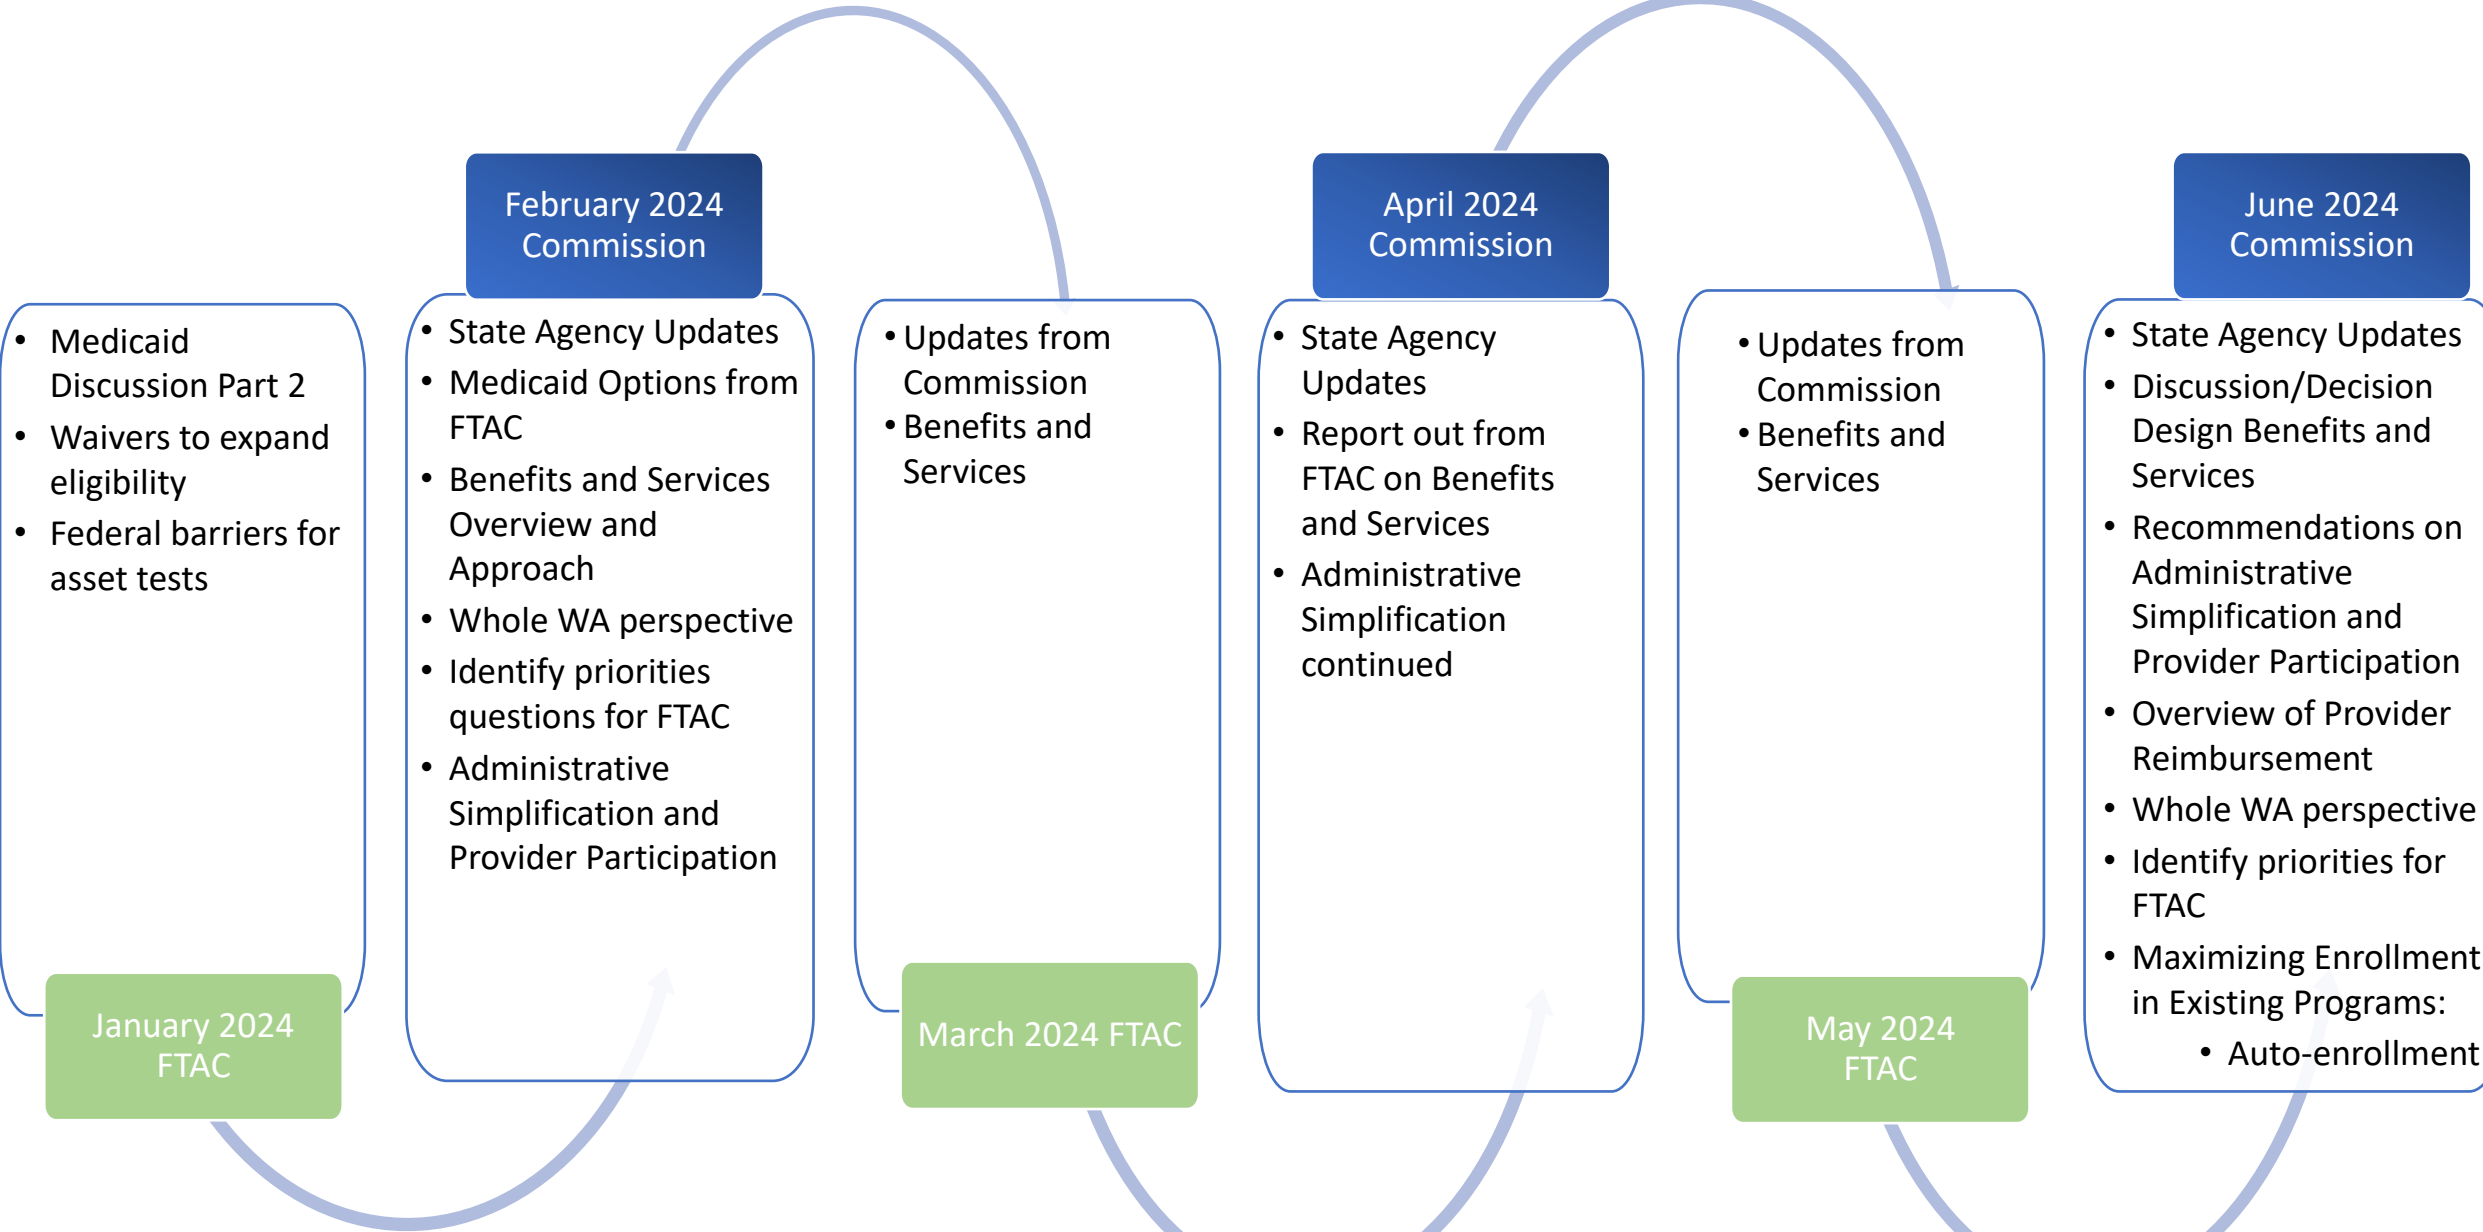 • Medicaid
Discussion Part 2
• Waivers to expand
eligibility
• Federal barriers for
asset tests
January 2024
FTAC
February 2024
Commission
• State Agency Updates
• Medicaid Options from
FTAC
• Benefits and Services
Overview and
Approach
• Whole WA perspective
• Identify priorities
questions for FTAC
• Administrative
Simplification and
Provider Participation
• Updates from
Commission
• Benefits and
Services
March 2024 FTAC
April 2024
Commission
• State Agency
Updates
• Report out from
FTAC on Benefits
and Services
• Administrative
Simplification
continued
• Updates from
Commission
• Benefits and
Services
May 2024
FTAC
June 2024
Commission
• State Agency Updates
• Discussion/Decision
Design Benefits and
Services
• Recommendations on
Administrative
Simplification and
Provider Participation
• Overview of Provider
Reimbursement
• Whole WA perspective
• Identify priorities for
FTAC
• Maximizing Enrollment
in Existing Programs:
• Auto-enrollment